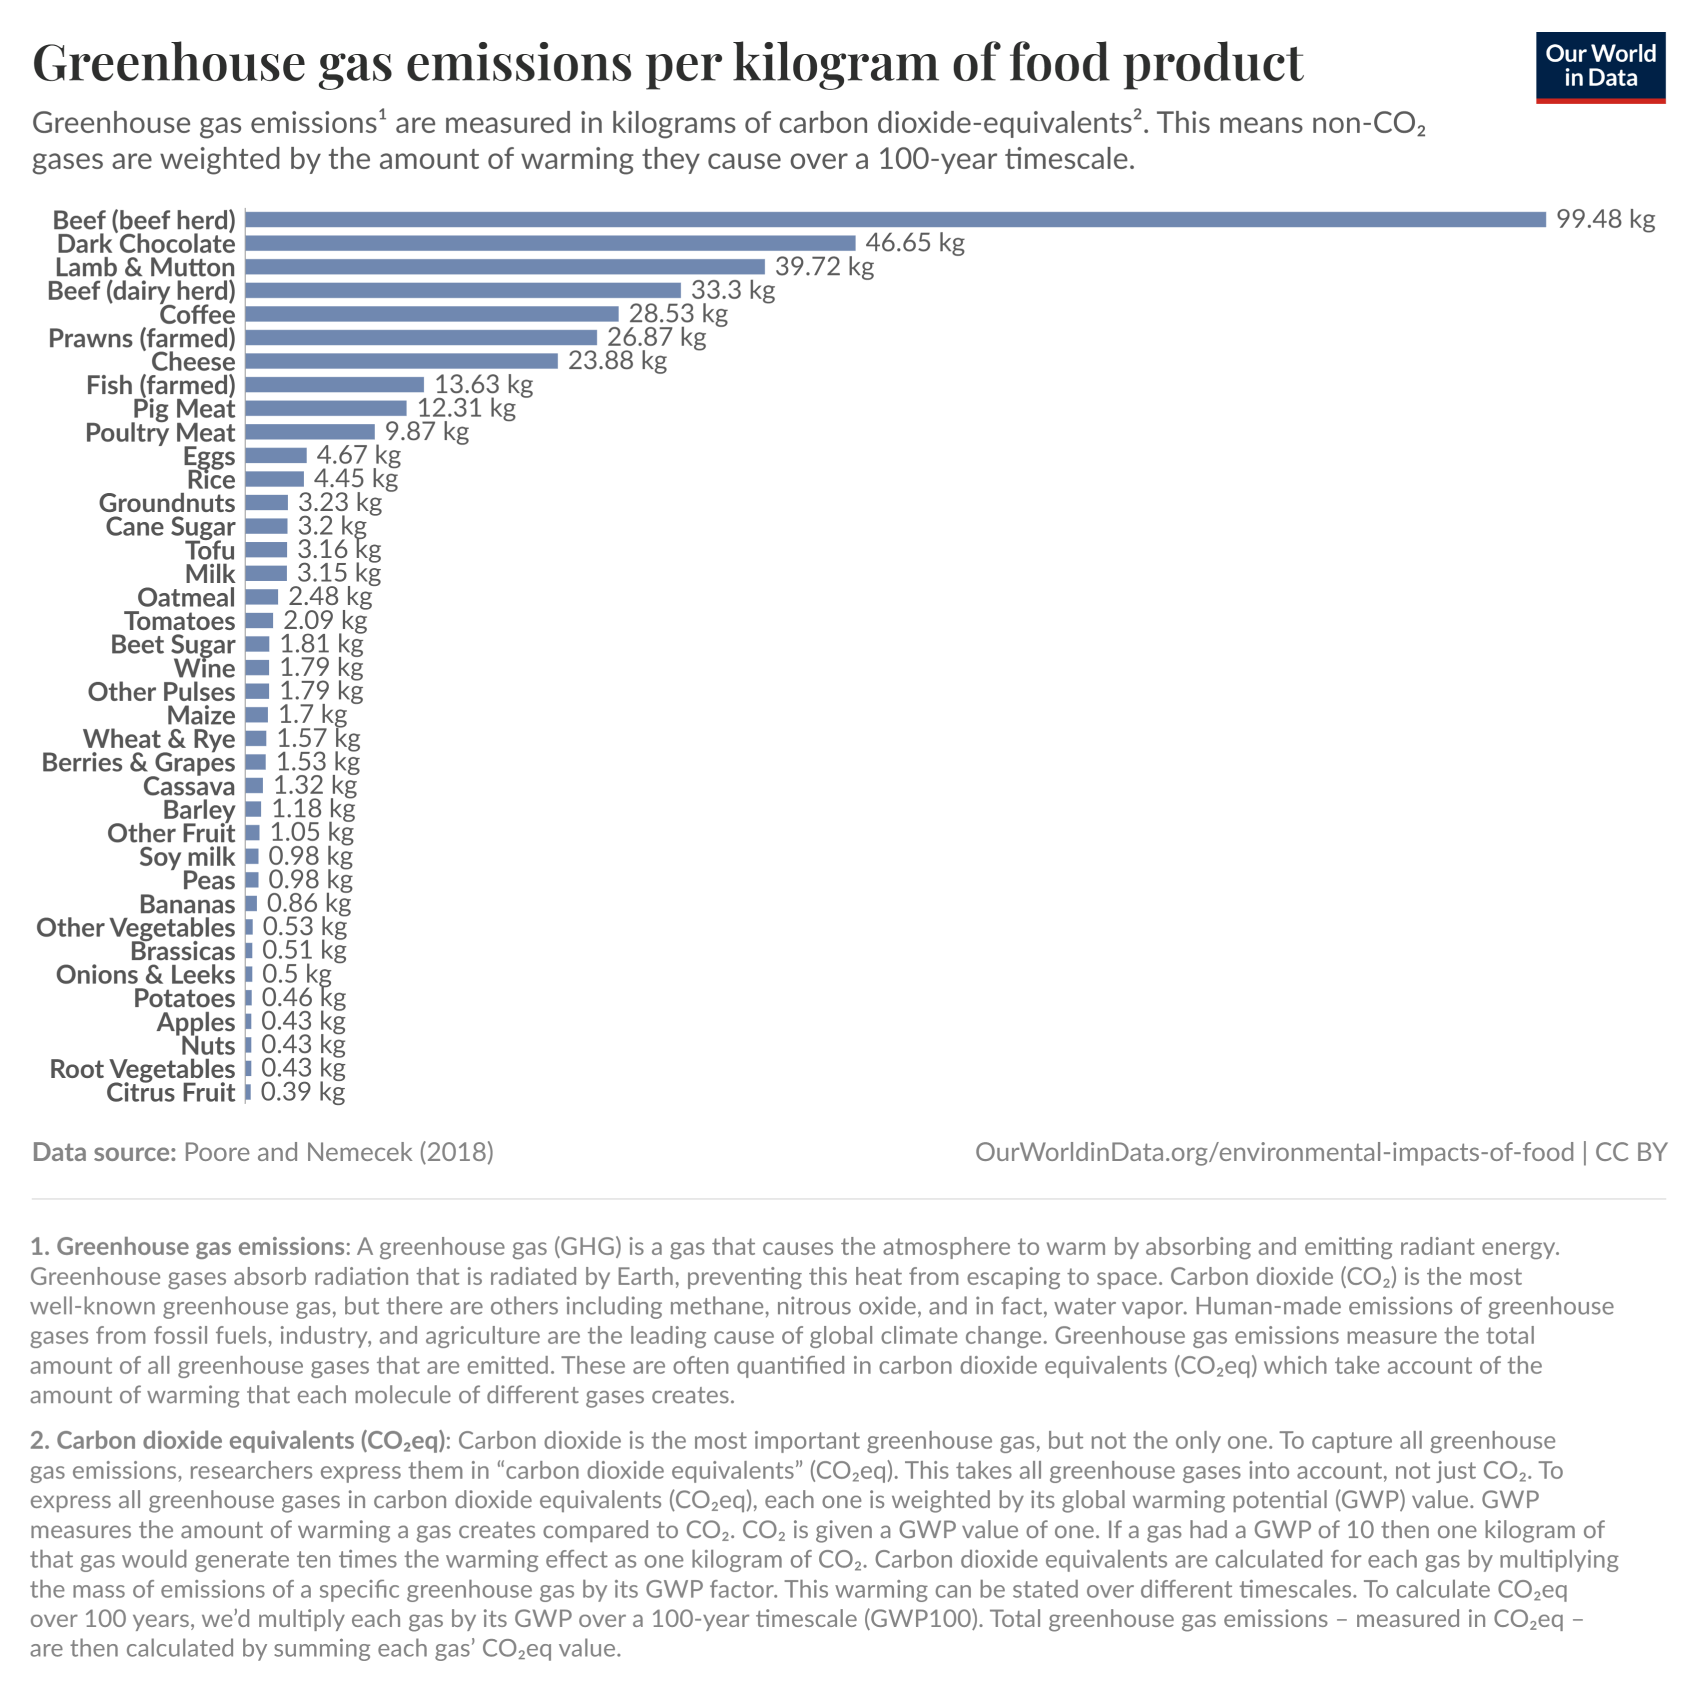 Greenhouse gas emissions per kilogram of food product
Our World
in Data
Greenhouse gas emissions¹ are measured in kilograms of carbon dioxide-equivalents². This means non-CO₂
gases are weighted by the amount of warming they cause over a 100-year timescale.
Beef (beef herd) 99.48 kg
Dark Chocolate 46.65 kg
Lamb & Mutton 39.72 kg
Beef (dairy herd) 33.3 kg
Coffee 28.53 kg
Prawns (farmed) 26.87 kg
Cheese 23.88 kg
Fish (farmed) 13.63 kg
Pig Meat 12.31 kg
Poultry Meat 9.87 kg
Eggs 4.67 kg
Rice 4.45 kg
Groundnuts 3.23 kg
Cane Sugar 3.2 kg
Tofu 3.16 kg
Milk 3.15 kg
Oatmeal 2.48 kg
Tomatoes 2.09 kg
Beet Sugar 1.81 kg
Wine 1.79 kg
Other Pulses 1.79 kg
Maize 1.7 kg
Wheat & Rye 1.57 kg
Berries & Grapes 1.53 kg
Cassava 1.32 kg
Barley 1.18 kg
Other Fruit 1.05 kg
Soy milk 0.98 kg
Peas 0.98 kg
Bananas 0.86 kg
Other Vegetables 0.53 kg
Brassicas 0.51 kg
Onions & Leeks 0.5 kg
Potatoes 0.46 kg
Apples 0.43 kg
Nuts 0.43 kg
Root Vegetables 0.43 kg
Citrus Fruit 0.39 kg
Data source: Poore and Nemecek (2018)
OurWorldinData.org/environmental-impacts-of-food | CC BY
1. Greenhouse gas emissions: A greenhouse gas (GHG) is a gas that causes the atmosphere to warm by absorbing and emitting radiant energy.
Greenhouse gases absorb radiation that is radiated by Earth, preventing this heat from escaping to space. Carbon dioxide (CO₂) is the most
well-known greenhouse gas, but there are others including methane, nitrous oxide, and in fact, water vapor. Human-made emissions of greenhouse
gases from fossil fuels, industry, and agriculture are the leading cause of global climate change. Greenhouse gas emissions measure the total
amount of all greenhouse gases that are emitted. These are often quantified in carbon dioxide equivalents (CO₂eq) which take account of the
amount of warming that each molecule of different gases creates.
2. Carbon dioxide equivalents (CO₂eq): Carbon dioxide is the most important greenhouse gas, but not the only one. To capture all greenhouse
gas emissions, researchers express them in “carbon dioxide equivalents” (CO₂eq). This takes all greenhouse gases into account, not just CO₂. To
express all greenhouse gases in carbon dioxide equivalents (CO₂eq), each one is weighted by its global warming potential (GWP) value. GWP
measures the amount of warming a gas creates compared to CO₂. CO₂ is given a GWP value of one. If a gas had a GWP of 10 then one kilogram of
that gas would generate ten times the warming effect as one kilogram of CO₂. Carbon dioxide equivalents are calculated for each gas by multiplying
the mass of emissions of a specific greenhouse gas by its GWP factor. This warming can be stated over different timescales. To calculate CO₂eq
over 100 years, we’d multiply each gas by its GWP over a 100-year timescale (GWP100). Total greenhouse gas emissions – measured in CO₂eq –
are then calculated by summing each gas’ CO₂eq value.